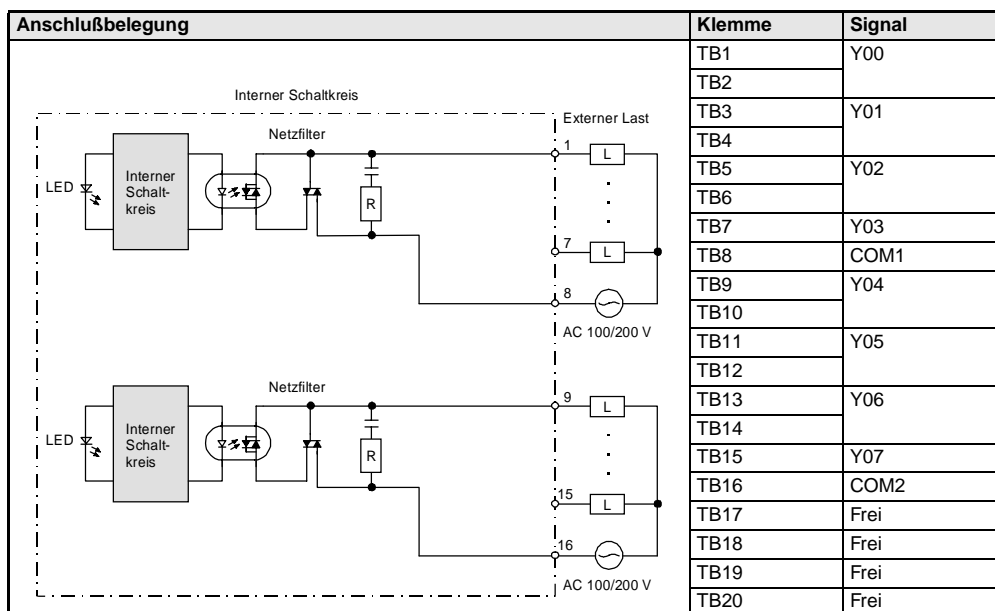 Anschlußbelegung
Klemme Signal
Interner Schaltkreis
Externer Last
Netzfilter
LED
Interner
Schalt-
kreis
R
1
L
7
L
8
AC 100/200 V
Netzfilter
LED
Interner
Schalt-
kreis
R
9
L
15
L
16
AC 100/200 V
TB1 Y00
TB2
TB3 Y01
TB4
TB5 Y02
TB6
TB7 Y03
TB8 COM1
TB9 Y04
TB10
TB11 Y05
TB12
TB13 Y06
TB14
TB15 Y07
TB16 COM2
TB17 Frei
TB18 Frei
TB19 Frei
TB20 Frei